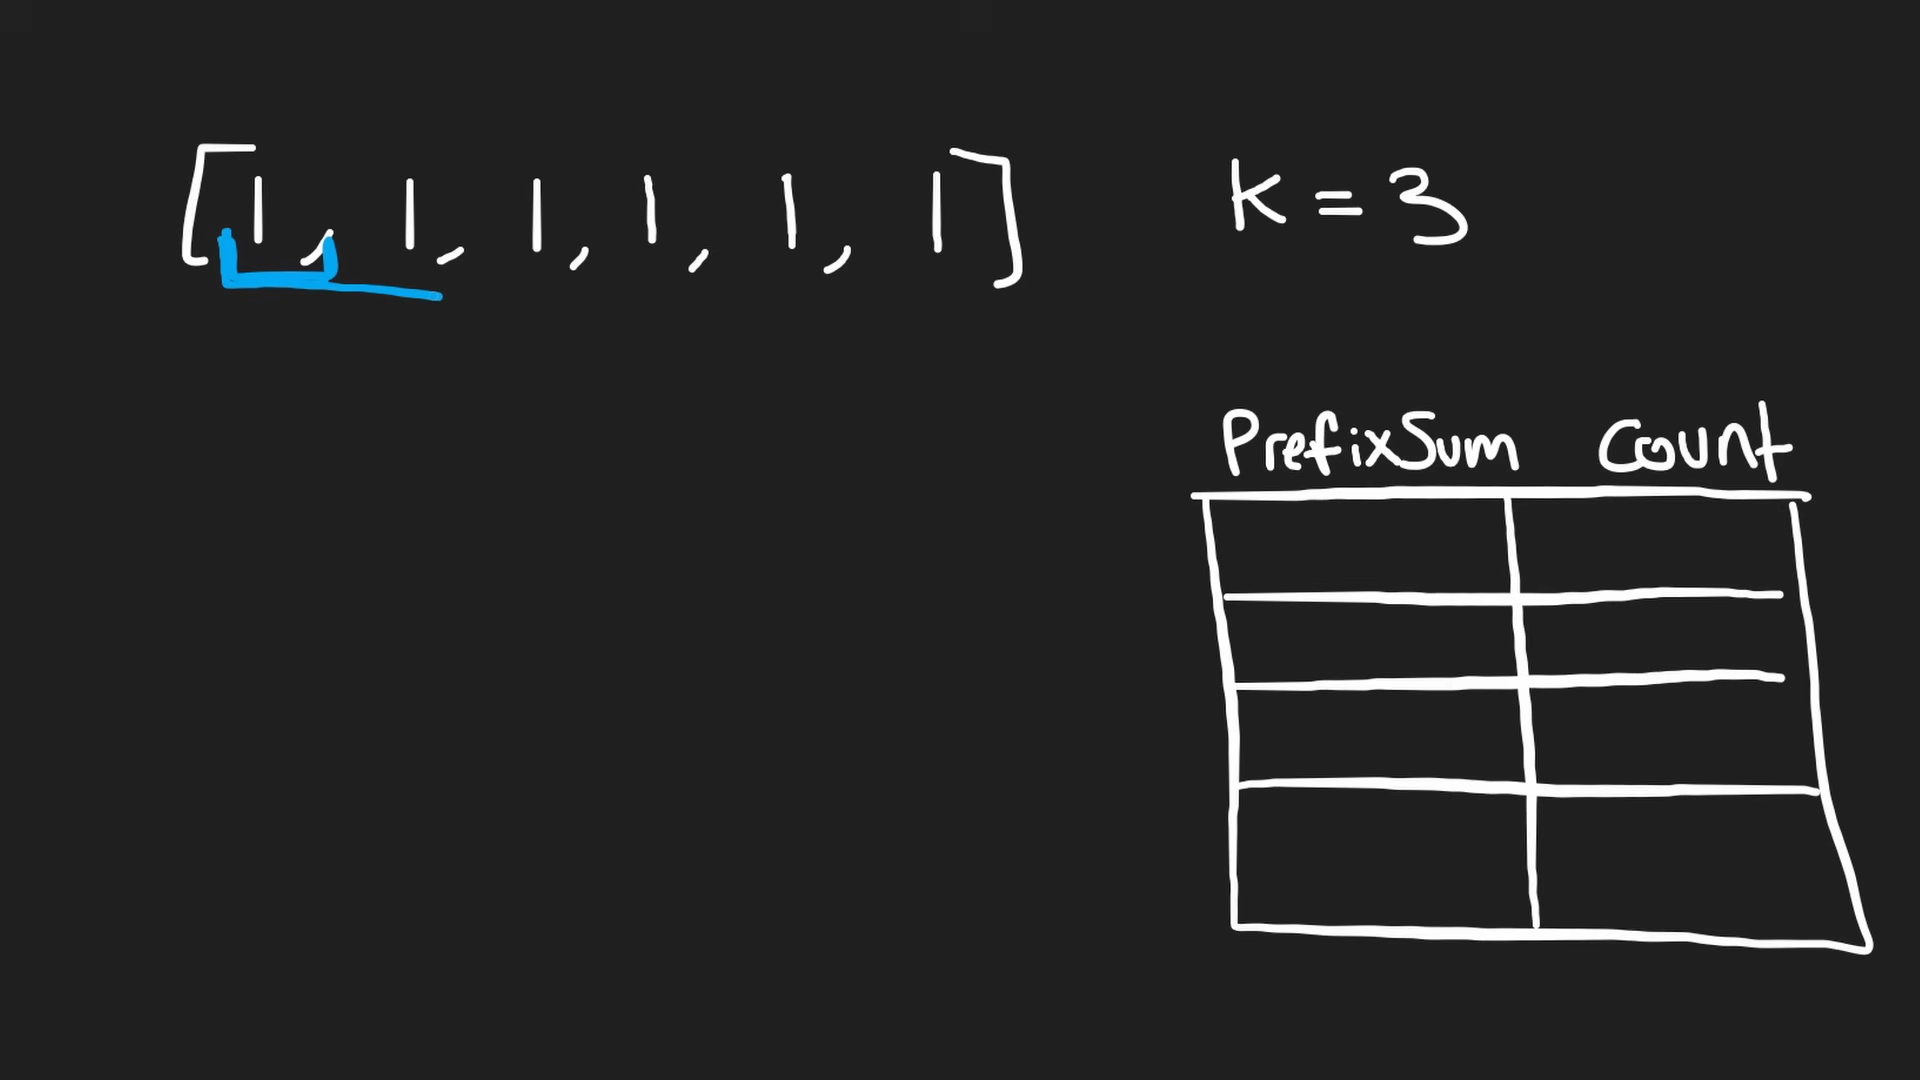 [1, 1, 1, 1, 1, 1] K = 3
PrefixSum Count